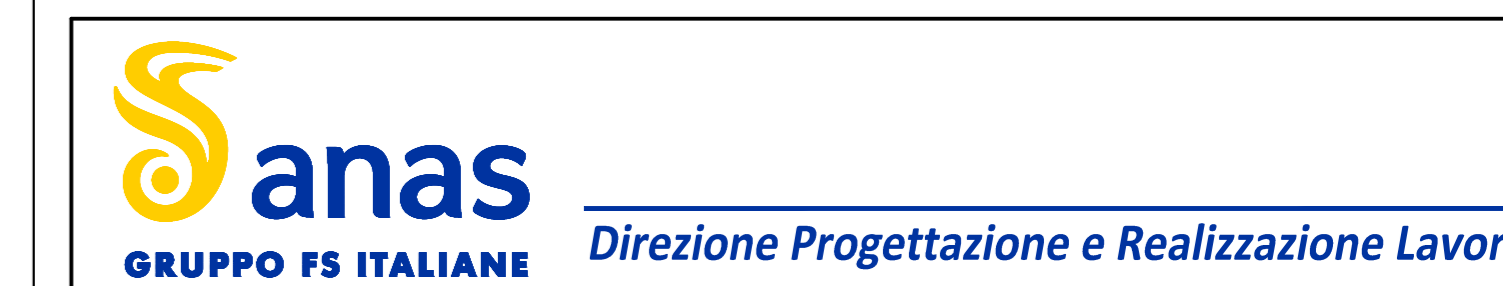 anas
GRUPPO FS ITALIANE
Direzione Progettazione e Realizzazione Lavor